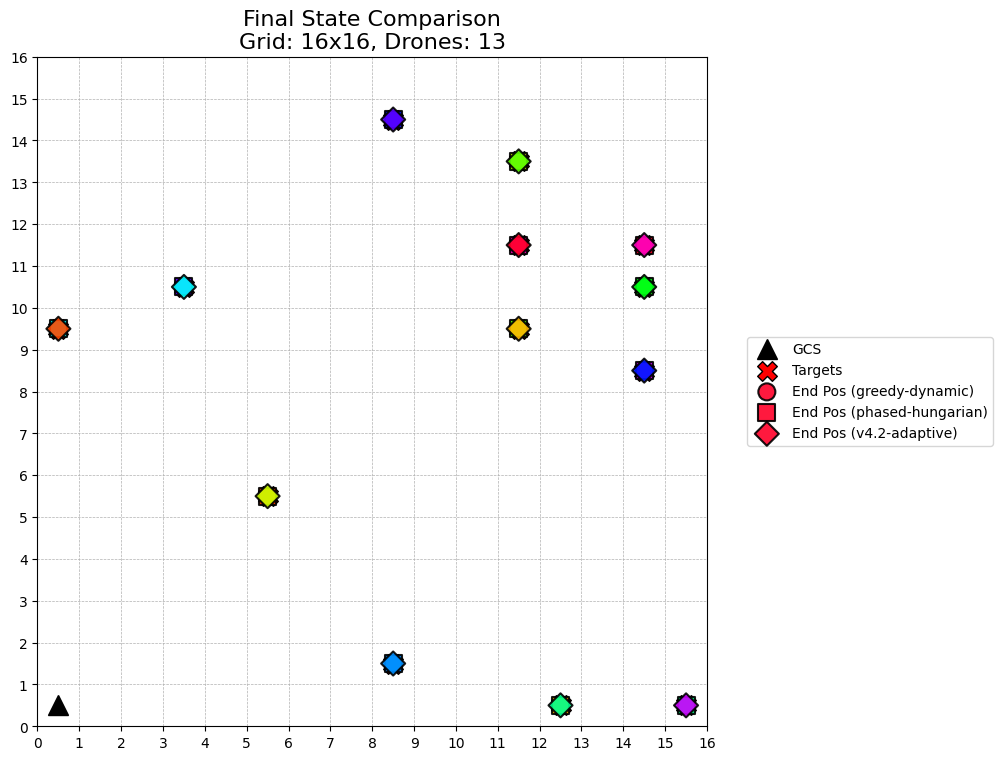 Final State Comparison
Grid: 16x16, Drones: 13
16
15
14
13
12
11
10
9
8
7
6
5
4
3
2
1
0
0 1 2 3 4 5 6 7 8 9 10 11 12 13 14 15 16
GCS
Targets
End Pos (greedy-dynamic)
End Pos (phased-hungarian)
End Pos (v4.2-adaptive)